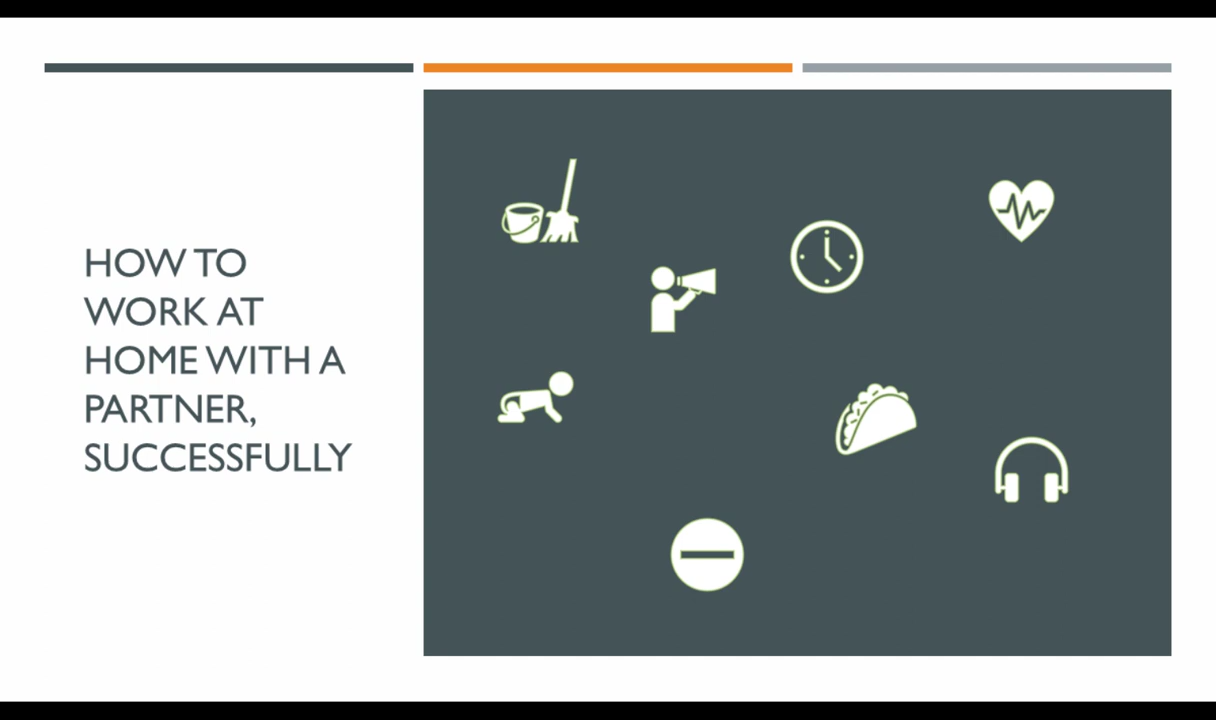 HOW TO
WORK AT
HOME WITH A
PARTNER,
SUCCESSFULLY